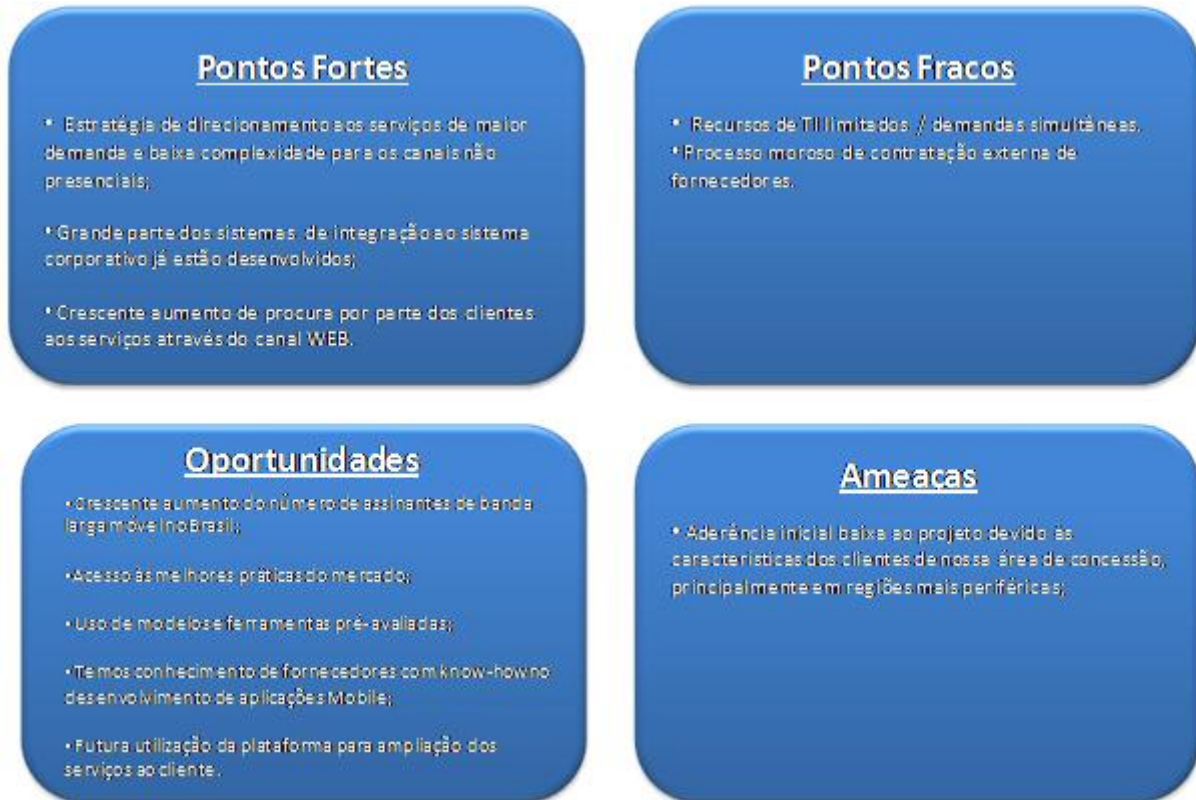 Pontos Fortes
• Estratégia de direcionamento aos serviços de maior
demanda e baixa complexidade para os canais não
presenciais;
• Grande parte dos sistemas de integração ao sistema
corporativo já estão desenvolvidos;
• Crescente aumento de procura por parte dos clientes
aos serviços através do canal WEB.
Pontos Fracos
• Recursos de TI limitados / demandas simultâneas.
• Processo moroso de contratação externa de
fornecedores.
Oportunidades
• Crescente aumento do número de assinantes de banda
larga móvel no Brasil;
• Acesso às melhores práticas do mercado;
• Uso de modelos e ferramentas pré-avaliadas;
• Temos conhecimento de fornecedores com know-how no
desenvolvimento de aplicações Mobile;
• Futura utilização da plataforma para ampliação dos
serviços ao cliente.
Ameaças
• Aderência inicial baixa ao projeto devido às
características dos clientes de nossa área de concessão,
principalmente em regiões mais periféricas;